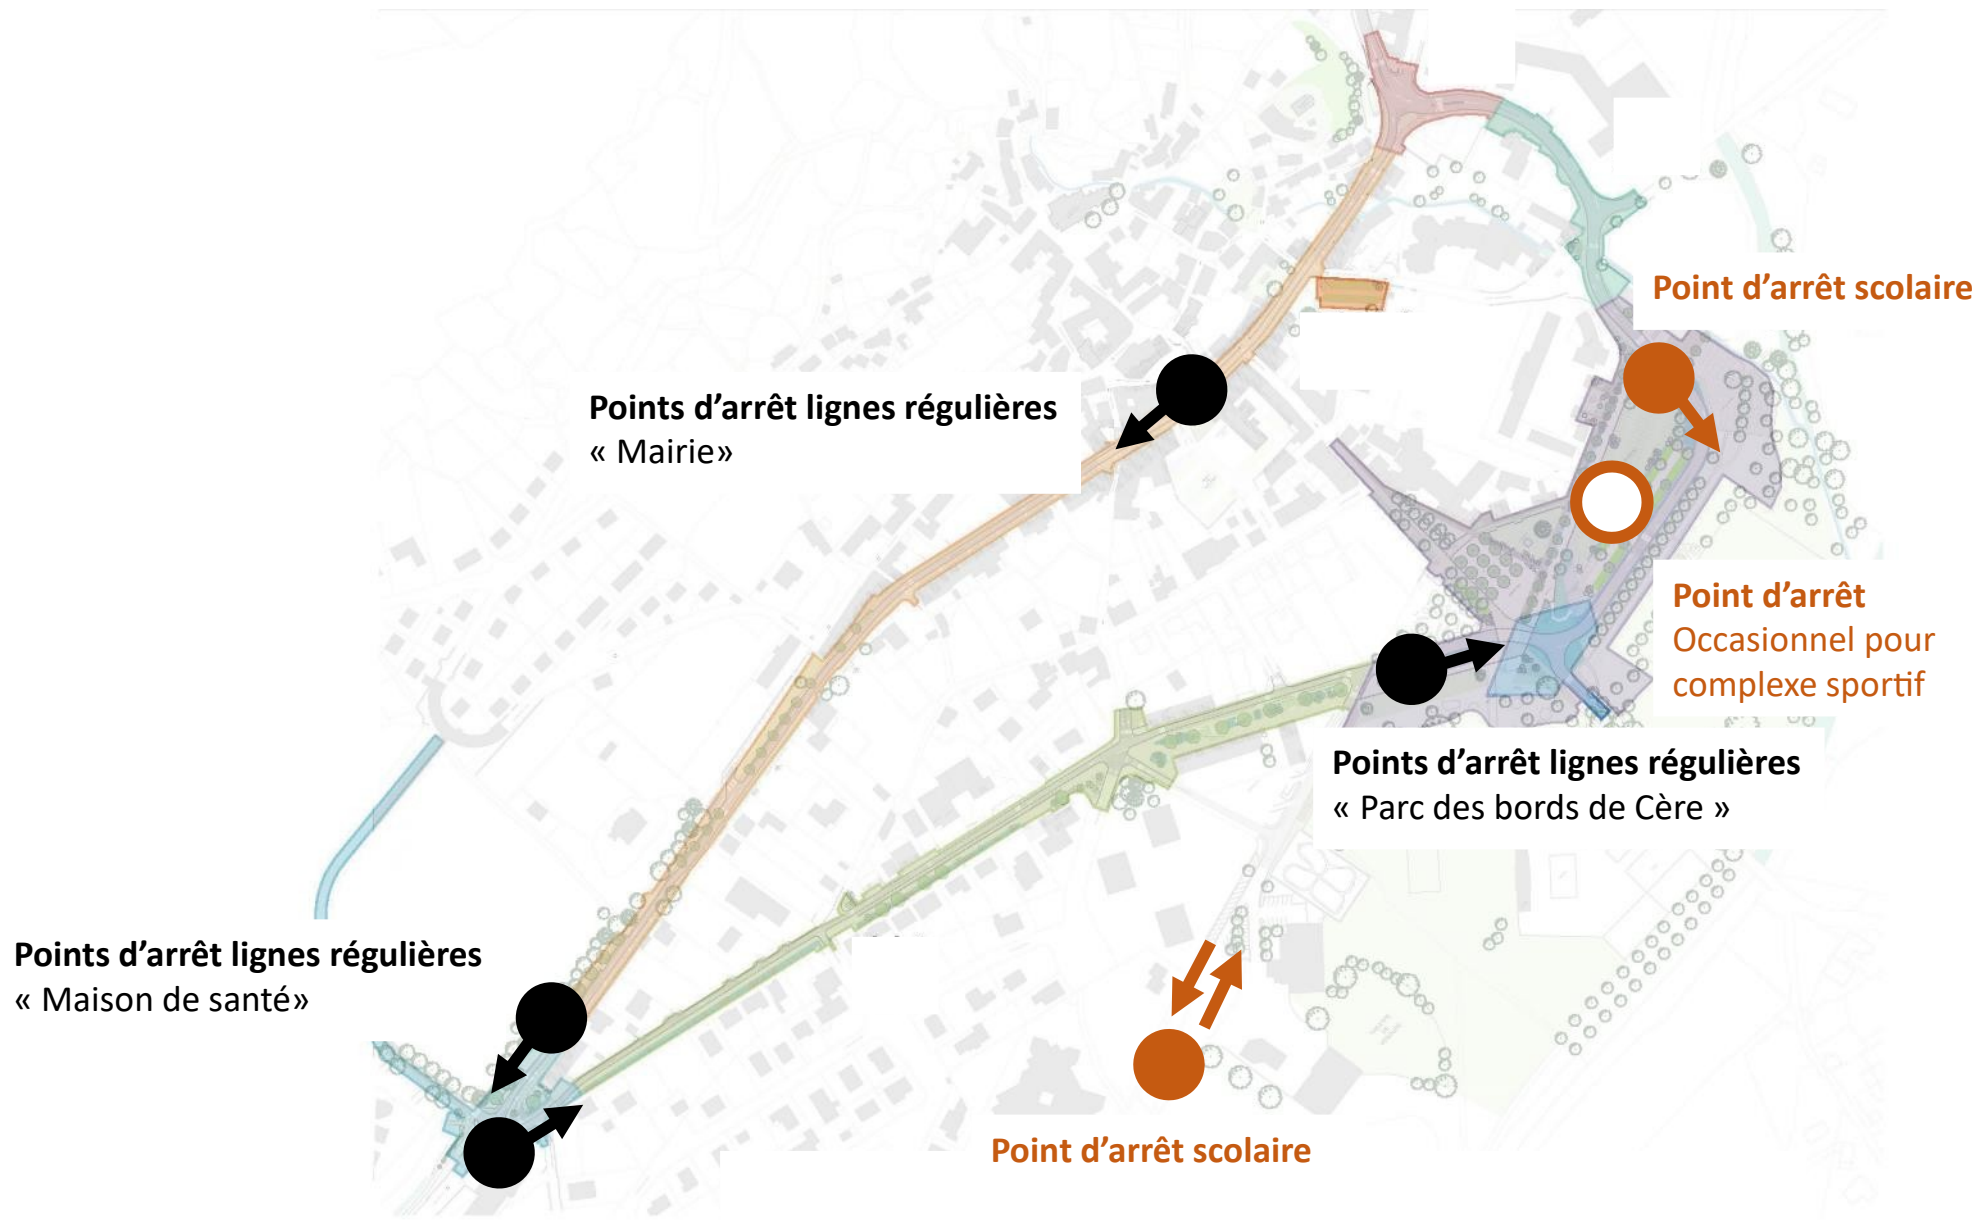 Point d’arrêt scolaire
Points d’arrêt lignes régulières
« Mairie»
Point d’arrêt
Occasionnel pour
complexe sportif
Points d’arrêt lignes régulières
« Parc des bords de Cère »
Points d’arrêt lignes régulières
« Maison de santé»
Point d’arrêt scolaire